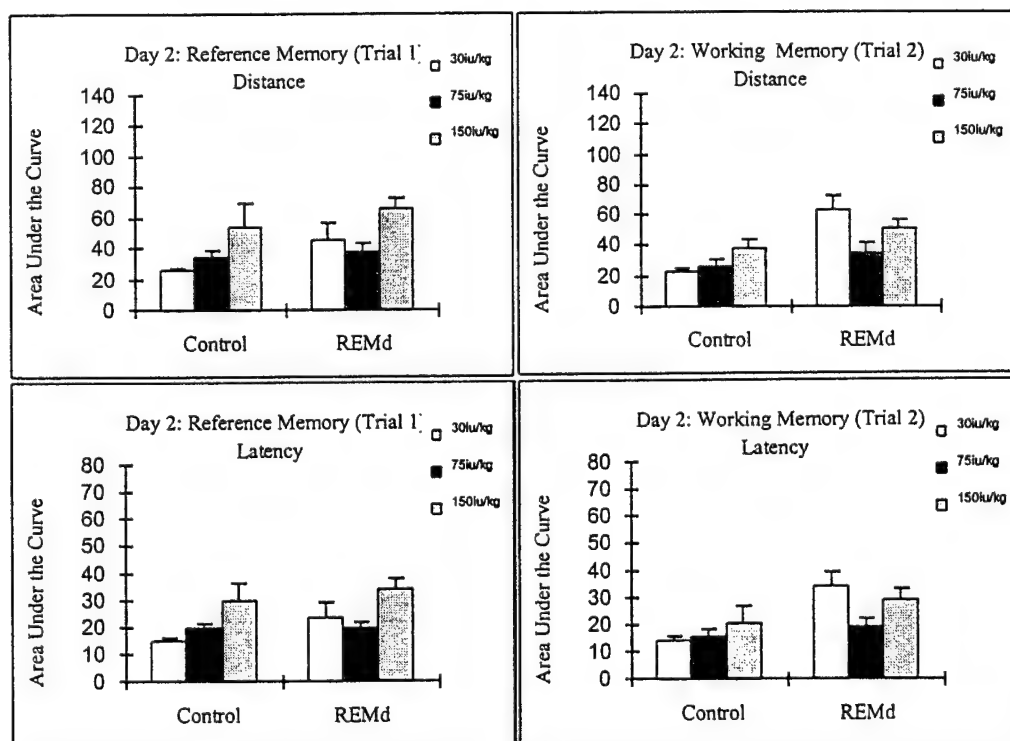 Day 2: Reference Memory (Trial 1)
Distance
30iu/kg
75iu/kg
150iu/kg
Area Under the Curve
140
120
100
80
60
40
20
0
Control
REMd
Day 2: Working Memory (Trial 2)
Distance
30iu/kg
75iu/kg
150iu/kg
Area Under the Curve
140
120
100
80
60
40
20
0
Control
REMd
Day 2: Reference Memory (Trial 1)
Latency
30iu/kg
75iu/kg
150iu/kg
Area Under the Curve
80
70
60
50
40
30
20
10
0
Control
REMd
Day 2: Working Memory (Trial 2)
Latency
30iu/kg
75iu/kg
150iu/kg
Area Under the Curve
80
70
60
50
40
30
20
10
0
Control
REMd